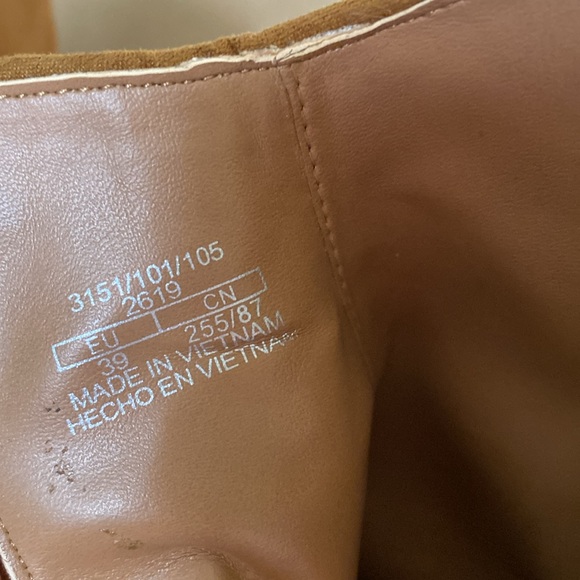 3151/101/105
2619
EU CN
39 255/87
MADE IN VIETNAM
HECHO EN VIETNAM